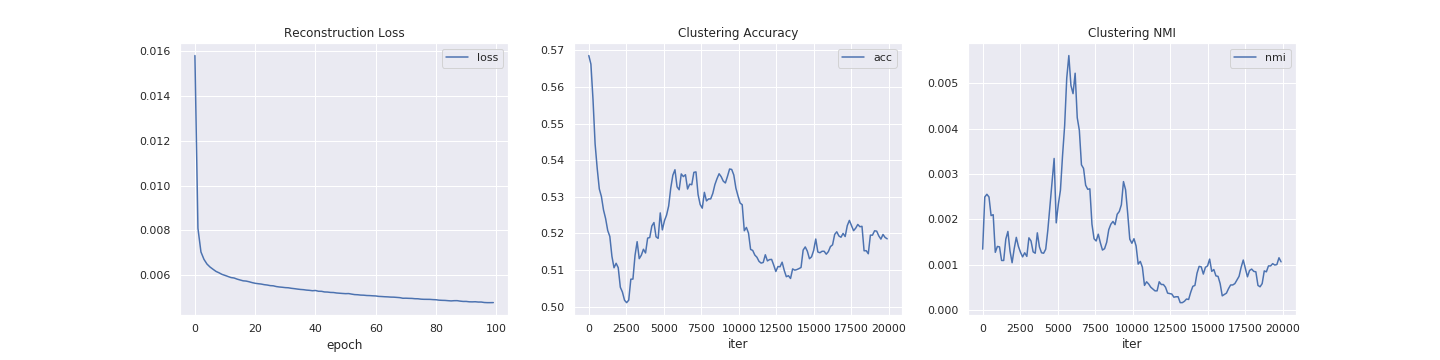 Reconstruction Loss
loss
0.016
0.014
0.012
0.010
0.008
0.006
0 20 40 60 80 100
epoch
Clustering Accuracy
acc
0.57
0.56
0.55
0.54
0.53
0.52
0.51
0.50
0 2500 5000 7500 10000 12500 15000 17500 20000
iter
Clustering NMI
nmi
0.005
0.004
0.003
0.002
0.001
0.000
0 2500 5000 7500 10000 12500 15000 17500 20000
iter